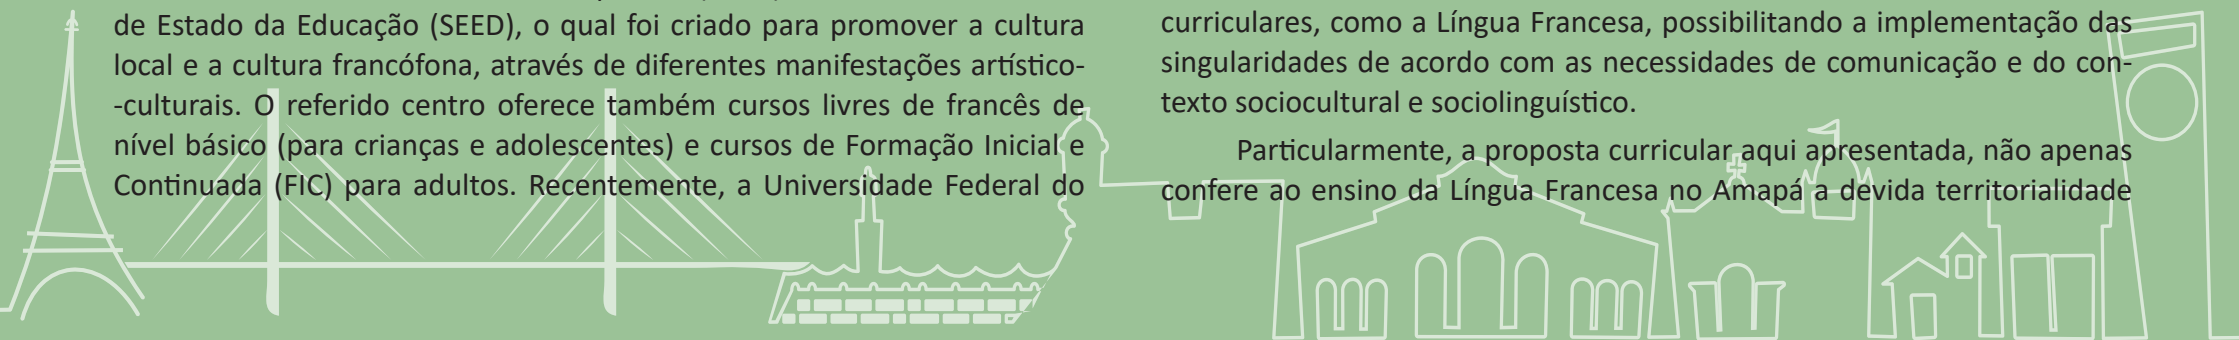 de Estado da Educação (SEED), o qual foi criado para promover a cultura
local e a cultura francófona, através de diferentes manifestações artístico-
-culturais. O referido centro oferece também cursos livres de francês de
nível básico (para crianças e adolescentes) e cursos de Formação Inicial e
Continuada (FIC) para adultos. Recentemente, a Universidade Federal do
curriculares, como a Língua Francesa, possibilitando a implementação das
singularidades de acordo com as necessidades de comunicação e do con-
texto sociocultural e sociolinguístico.
Particularmente, a proposta curricular aqui apresentada, não apenas
confere ao ensino da Língua Francesa no Amapá a devida territorialidade